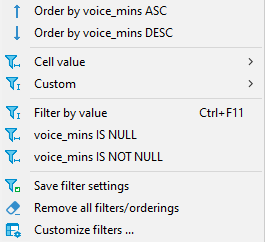 Order by voice_mins ASC
Order by voice_mins DESC
Cell value
Custom
Filter by value Ctrl+F11
voice_mins IS NULL
voice_mins IS NOT NULL
Save filter settings
Remove all filters/orderings
Customize filters ...